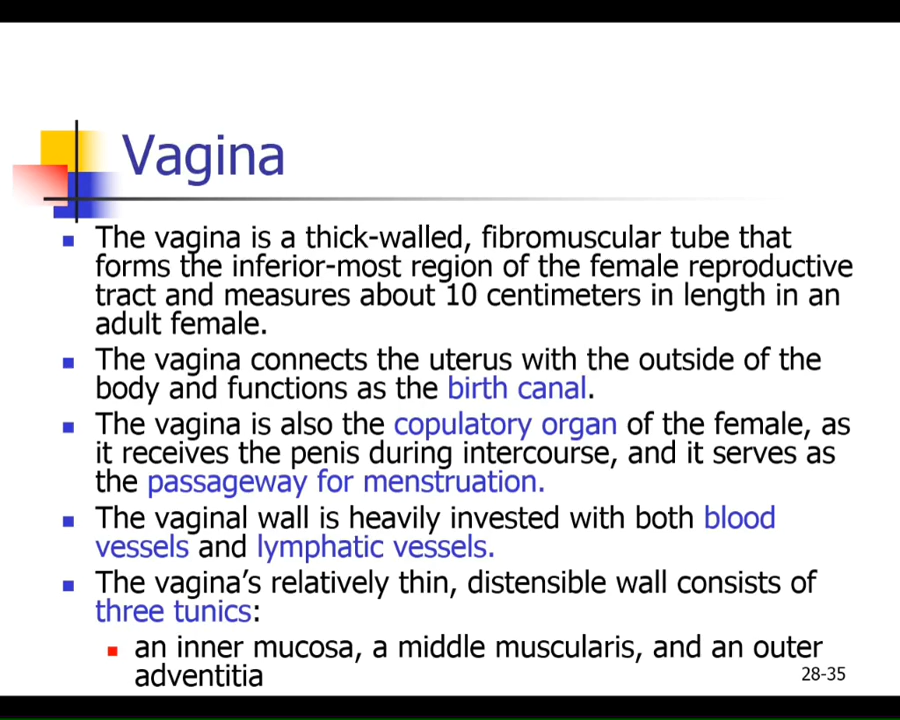 Vagina
The vagina is a thick-walled, fibromuscular tube that
forms the inferior-most region of the female reproductive
tract and measures about 10 centimeters in length in an
adult female.
The vagina connects the uterus with the outside of the
body and functions as the birth canal.
The vagina is also the copulatory organ of the female, as
it receives the penis during intercourse, and it serves as
the passageway for menstruation.
The vaginal wall is heavily invested with both blood
vessels and lymphatic vessels.
The vagina’s relatively thin, distensible wall consists of
three tunics:
an inner mucosa, a middle muscularis, and an outer
adventitia
28-35